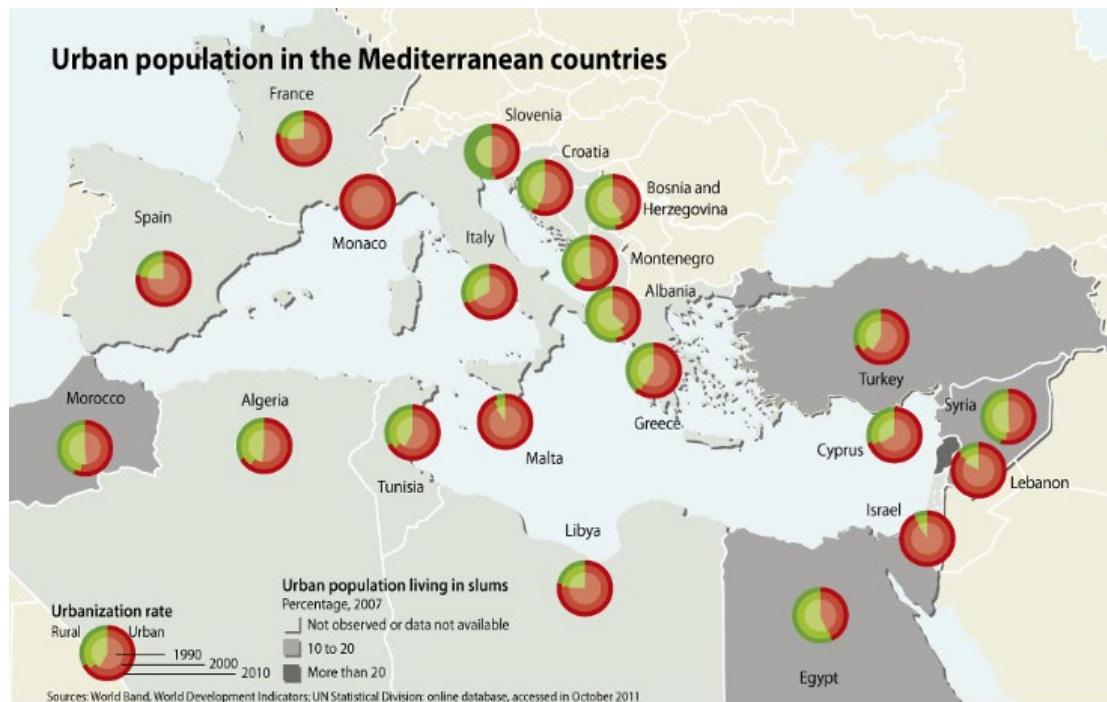 Urban population in the Mediterranean countries
France
Slovenia
Croatia
Bosnia and
Herzegovina
Spain
Monaco
Italy
Montenegro
Albania
Turkey
Morocco
Algeria
Greece
Syria
Cyprus
Malta
Tunisia
Lebanon
Israel
Libya
Urban population living in slums
Percentage, 2007
Not observed or data not available
10 to 20
More than 20
Urbanization rate
Rural Urban
1990
2000
2010
Egypt
Sources: World Band, World Development Indicators; UN Statistical Division: online database, accessed in October 2011